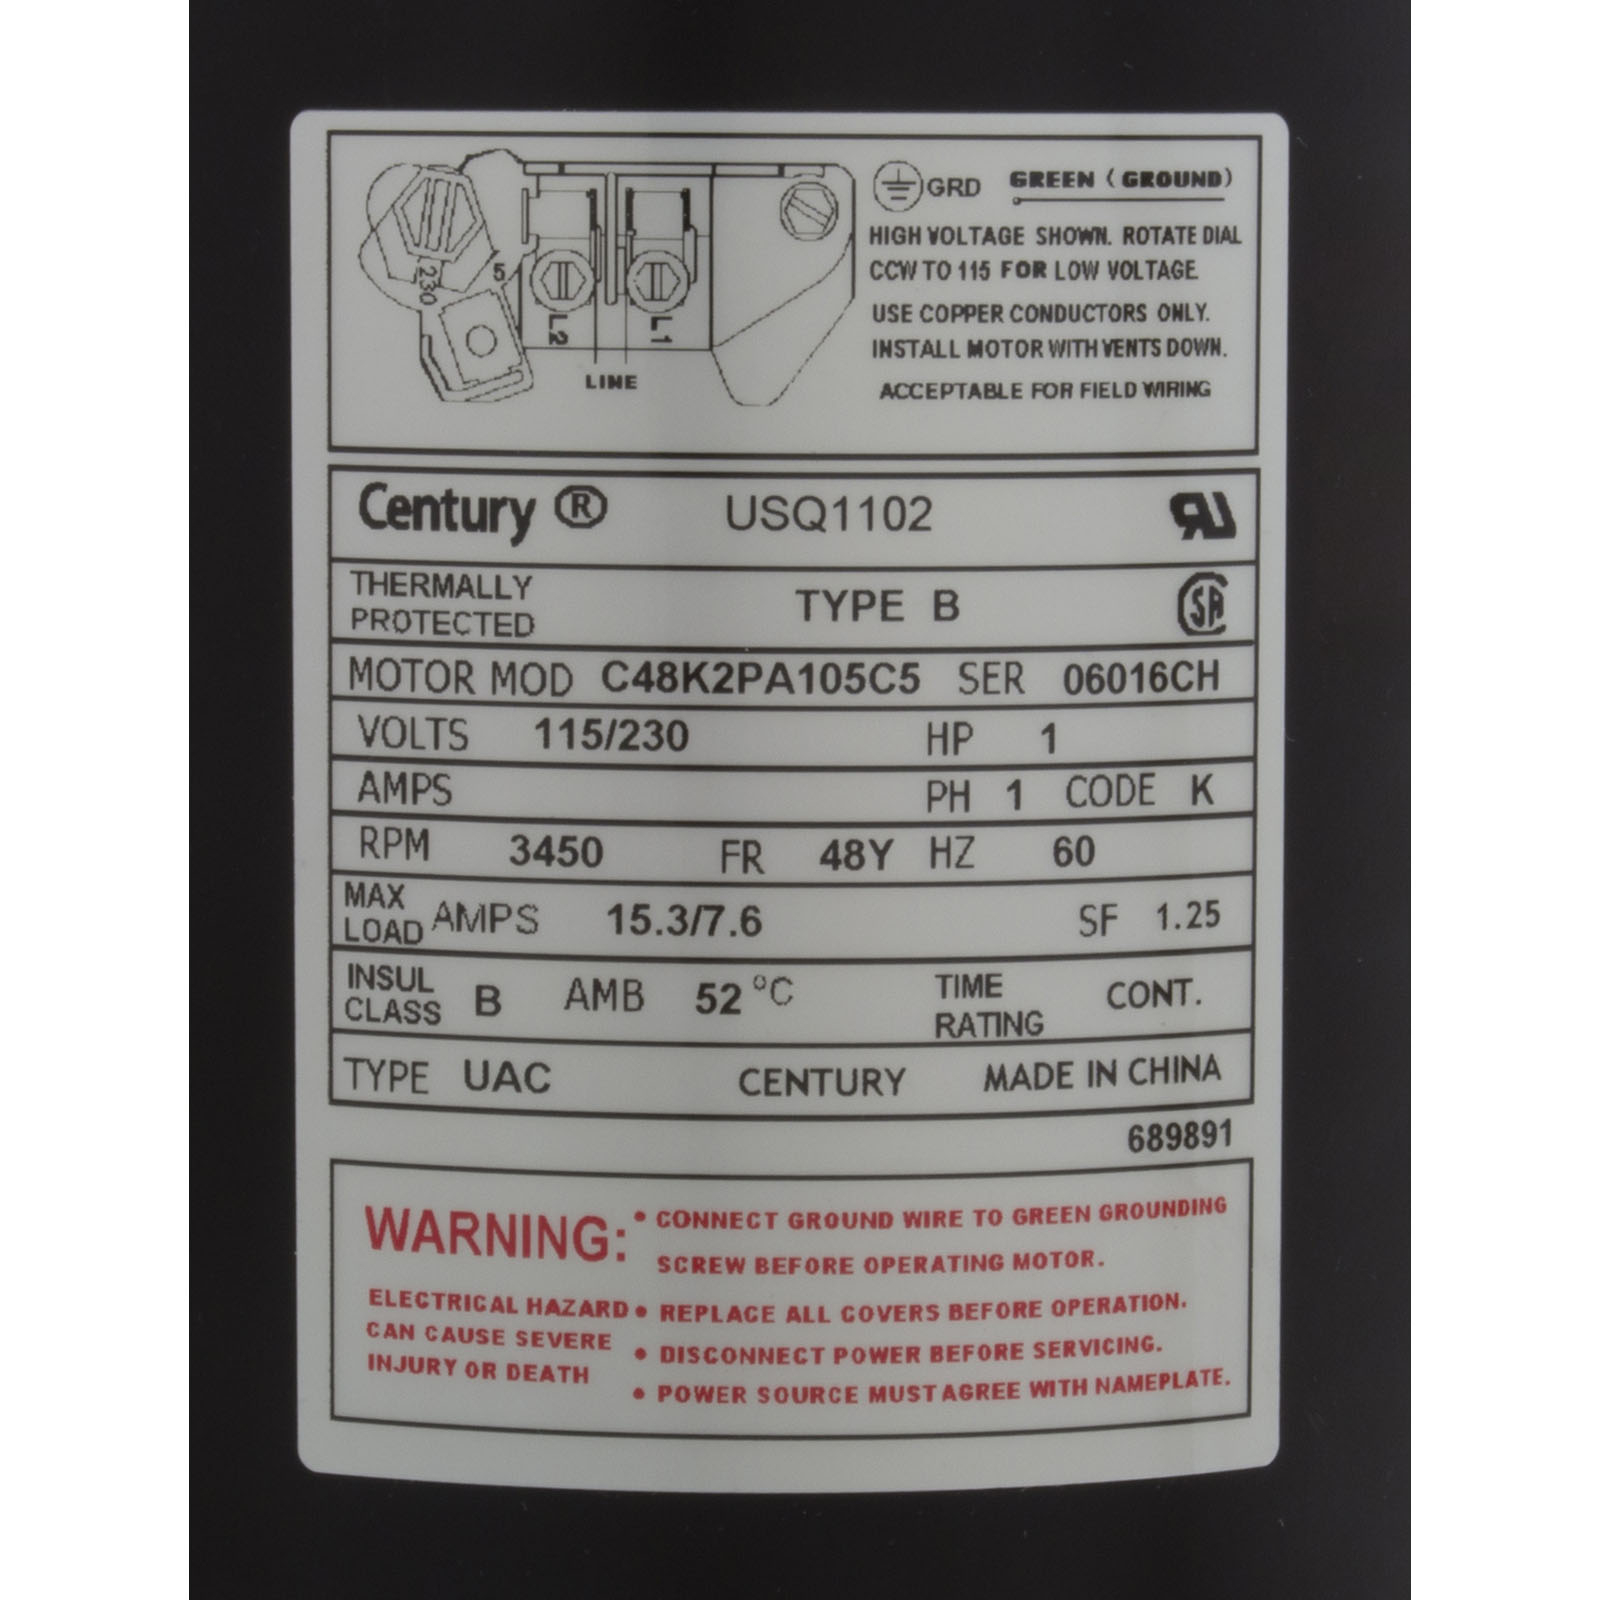 GRD GREEN (GROUND)
HIGH VOLTAGE SHOWN. ROTATE DIAL
CCW TO 115 FOR LOW VOLTAGE
USE COPPER CONDUCTORS ONLY.
INSTALL MOTOR WITH VENTS DOWN.
ACCEPTABLE FOR FIELD WIRING
230 5
L2 L1
LINE
Century ® USQ1102 RU
THERMALLY
PROTECTED TYPE B SA
MOTOR MOD C48K2PA105C5 SER 06016CH
VOLTS 115/230 HP 1
AMPS PH 1 CODE K
RPM 3450 FR 48Y HZ 60
MAX
LOAD AMPS 15.3/7.6 SF 1.25
INSUL
CLASS B AMB 52 °C TIME
RATING CONT.
TYPE UAC CENTURY MADE IN CHINA
689891
WARNING:
ELECTRICAL HAZARD
CAN CAUSE SEVERE
INJURY OR DEATH
• CONNECT GROUND WIRE TO GREEN GROUNDING
SCREW BEFORE OPERATING MOTOR.
• REPLACE ALL COVERS BEFORE OPERATION.
• DISCONNECT POWER BEFORE SERVICING.
• POWER SOURCE MUST AGREE WITH NAMEPLATE.